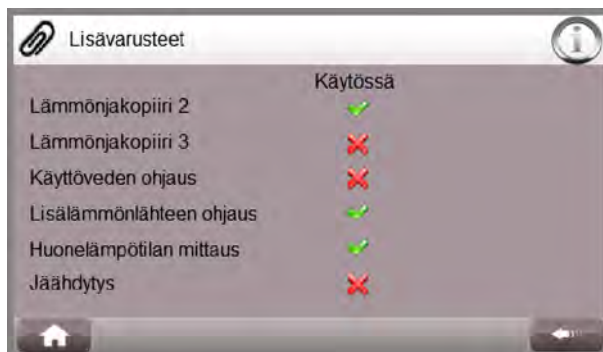 Lisävarusteet
Käytössä
Lämmönjakopiiri 2
Lämmönjakopiiri 3
Käyttöveden ohjaus
Lisälämmönlähteen ohjaus
Huonelämpötilan mittaus
Jäähdytys